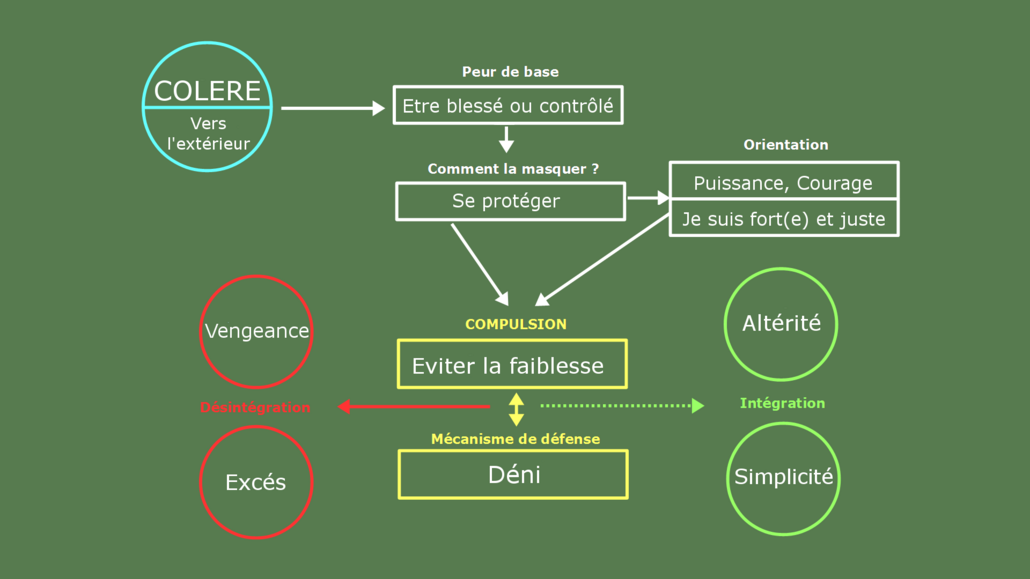 COLERE
Vers
l'extérieur
Peur de base
Etre blessé ou contrôlé
Comment la masquer ?
Se protéger
Orientation
Puissance, Courage
Je suis fort(e) et juste
COMPULSION
Eviter la faiblesse
Vengeance
Altérité
Désintégration
Intégration
Mécanisme de défense
Déni
Excés
Simplicité